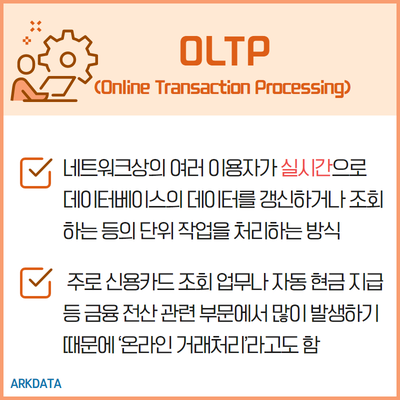 OLTP
(Online Transaction Processing)
네트워크상의 여러 이용자가 실시간으로
데이터베이스의 데이터를 갱신하거나 조회
하는 등의 단위 작업을 처리하는 방식
주로 신용카드 조회 업무나 자동 현금 지급
등 금융 전산 관련 부문에서 많이 발생하기
때문에 ‘온라인 거래처리’라고도 함
ARKDATA